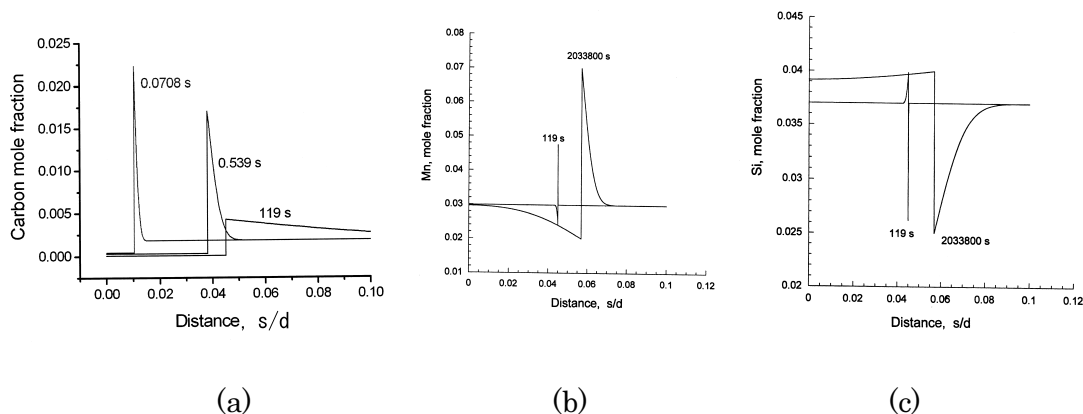 0.025
0.020
0.015
0.010
0.005
0.000
Carbon mole fraction
0.0708 s
0.539 s
119 s
0.00 0.02 0.04 0.06 0.08 0.10
Distance, s/d
(a)
0.08
0.07
0.06
0.05
0.04
0.03
0.02
0.01
Mn, mole fraction
2033800 s
119 s
0 0.02 0.04 0.06 0.08 0.10 0.12
Distance, s/d
(b)
0.045
0.04
0.035
0.03
0.025
0.02
Si, mole fraction
119 s
2033800 s
0.00 0.02 0.04 0.06 0.08 0.10 0.12
Distance, s/d
(c)